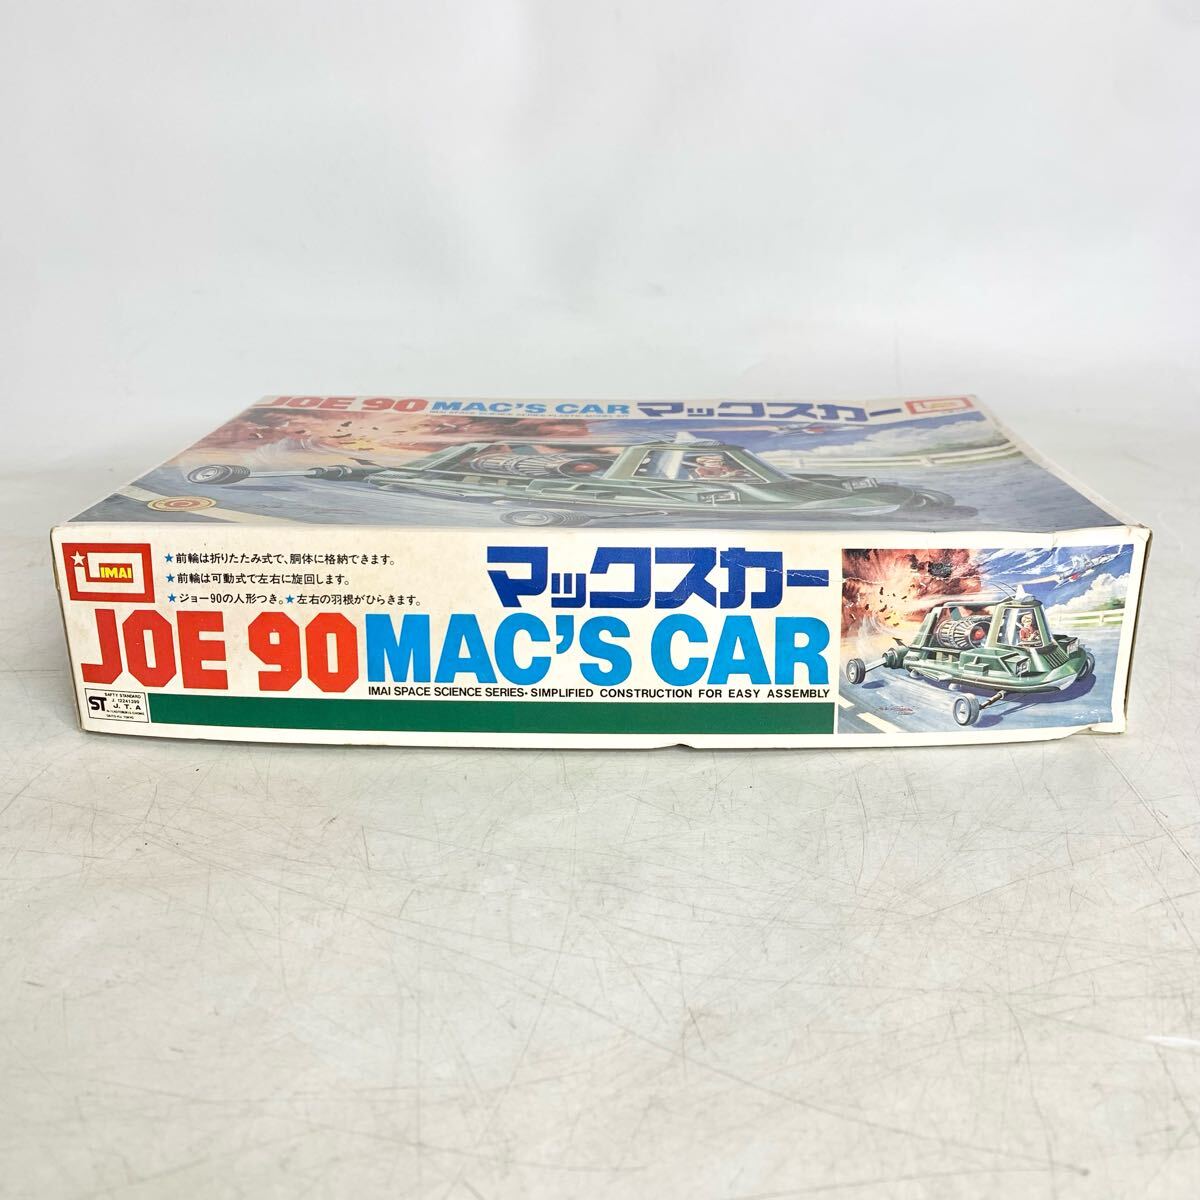 JOE 90 MAC'S CAR マックスカー
IMAI
★前輪は折りたたみ式で、胴体に格納できます。
★前輪は可動式で左右に旋回します。
★ジョー90の人形つき。★左右の羽根がひらきます。
マックスカー
JOE 90 MAC'S CAR
IMAI SPACE SCIENCE SERIES・SIMPLIFIED CONSTRUCTION FOR EASY ASSEMBLY
ST
SAFTY STANDARD
J. T. A